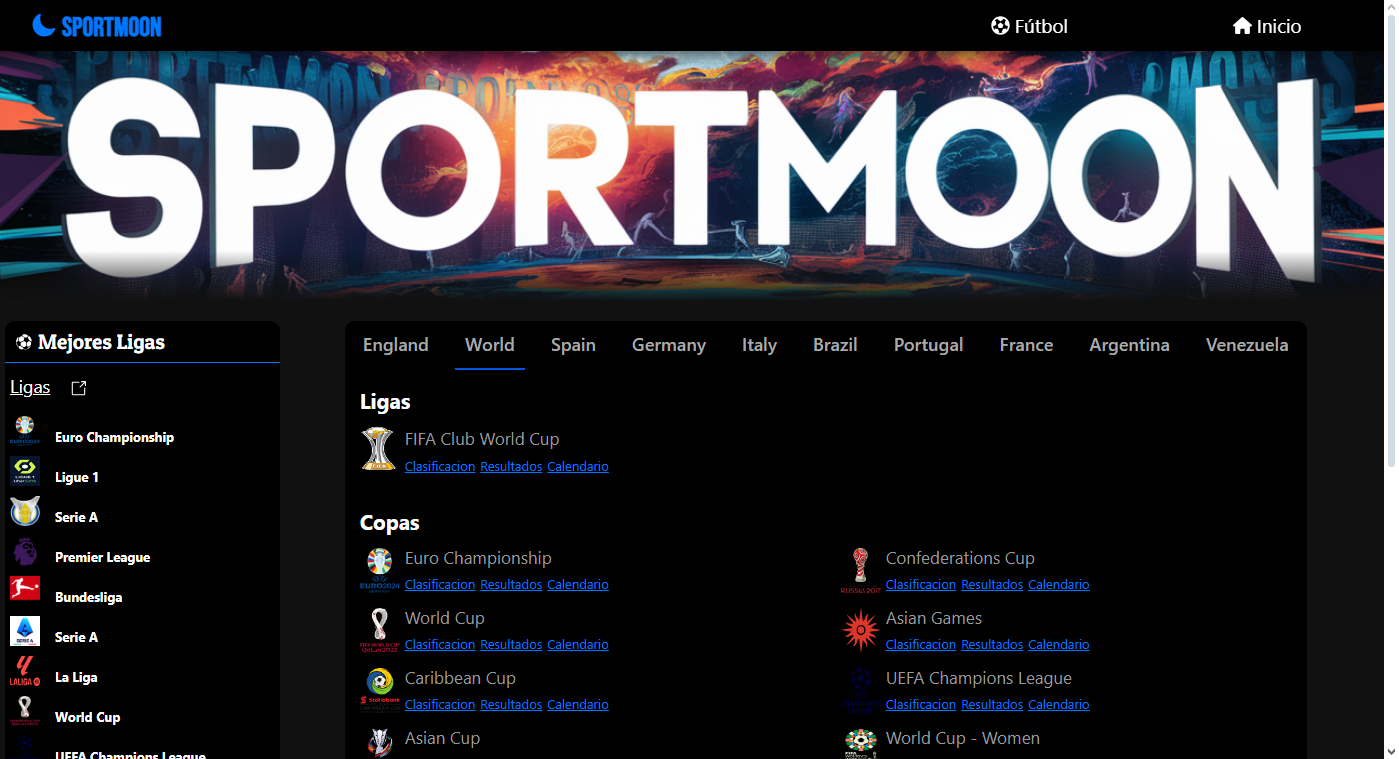 SPORTMOON
Fútbol
Inicio
SPORTMOON
Mejores Ligas
Ligas
Euro Championship
Ligue 1
Serie A
Premier League
Bundesliga
Serie A
La Liga
World Cup
UEFA Champions League
England World Spain Germany Italy Brazil Portugal France Argentina Venezuela
Ligas
FIFA Club World Cup
Clasificacion Resultados Calendario
Copas
Euro Championship
Clasificacion Resultados Calendario
Confederations Cup
Clasificacion Resultados Calendario
World Cup
Clasificacion Resultados Calendario
Asian Games
Clasificacion Resultados Calendario
Caribbean Cup
Clasificacion Resultados Calendario
UEFA Champions League
Clasificacion Resultados Calendario
Asian Cup
World Cup - Women